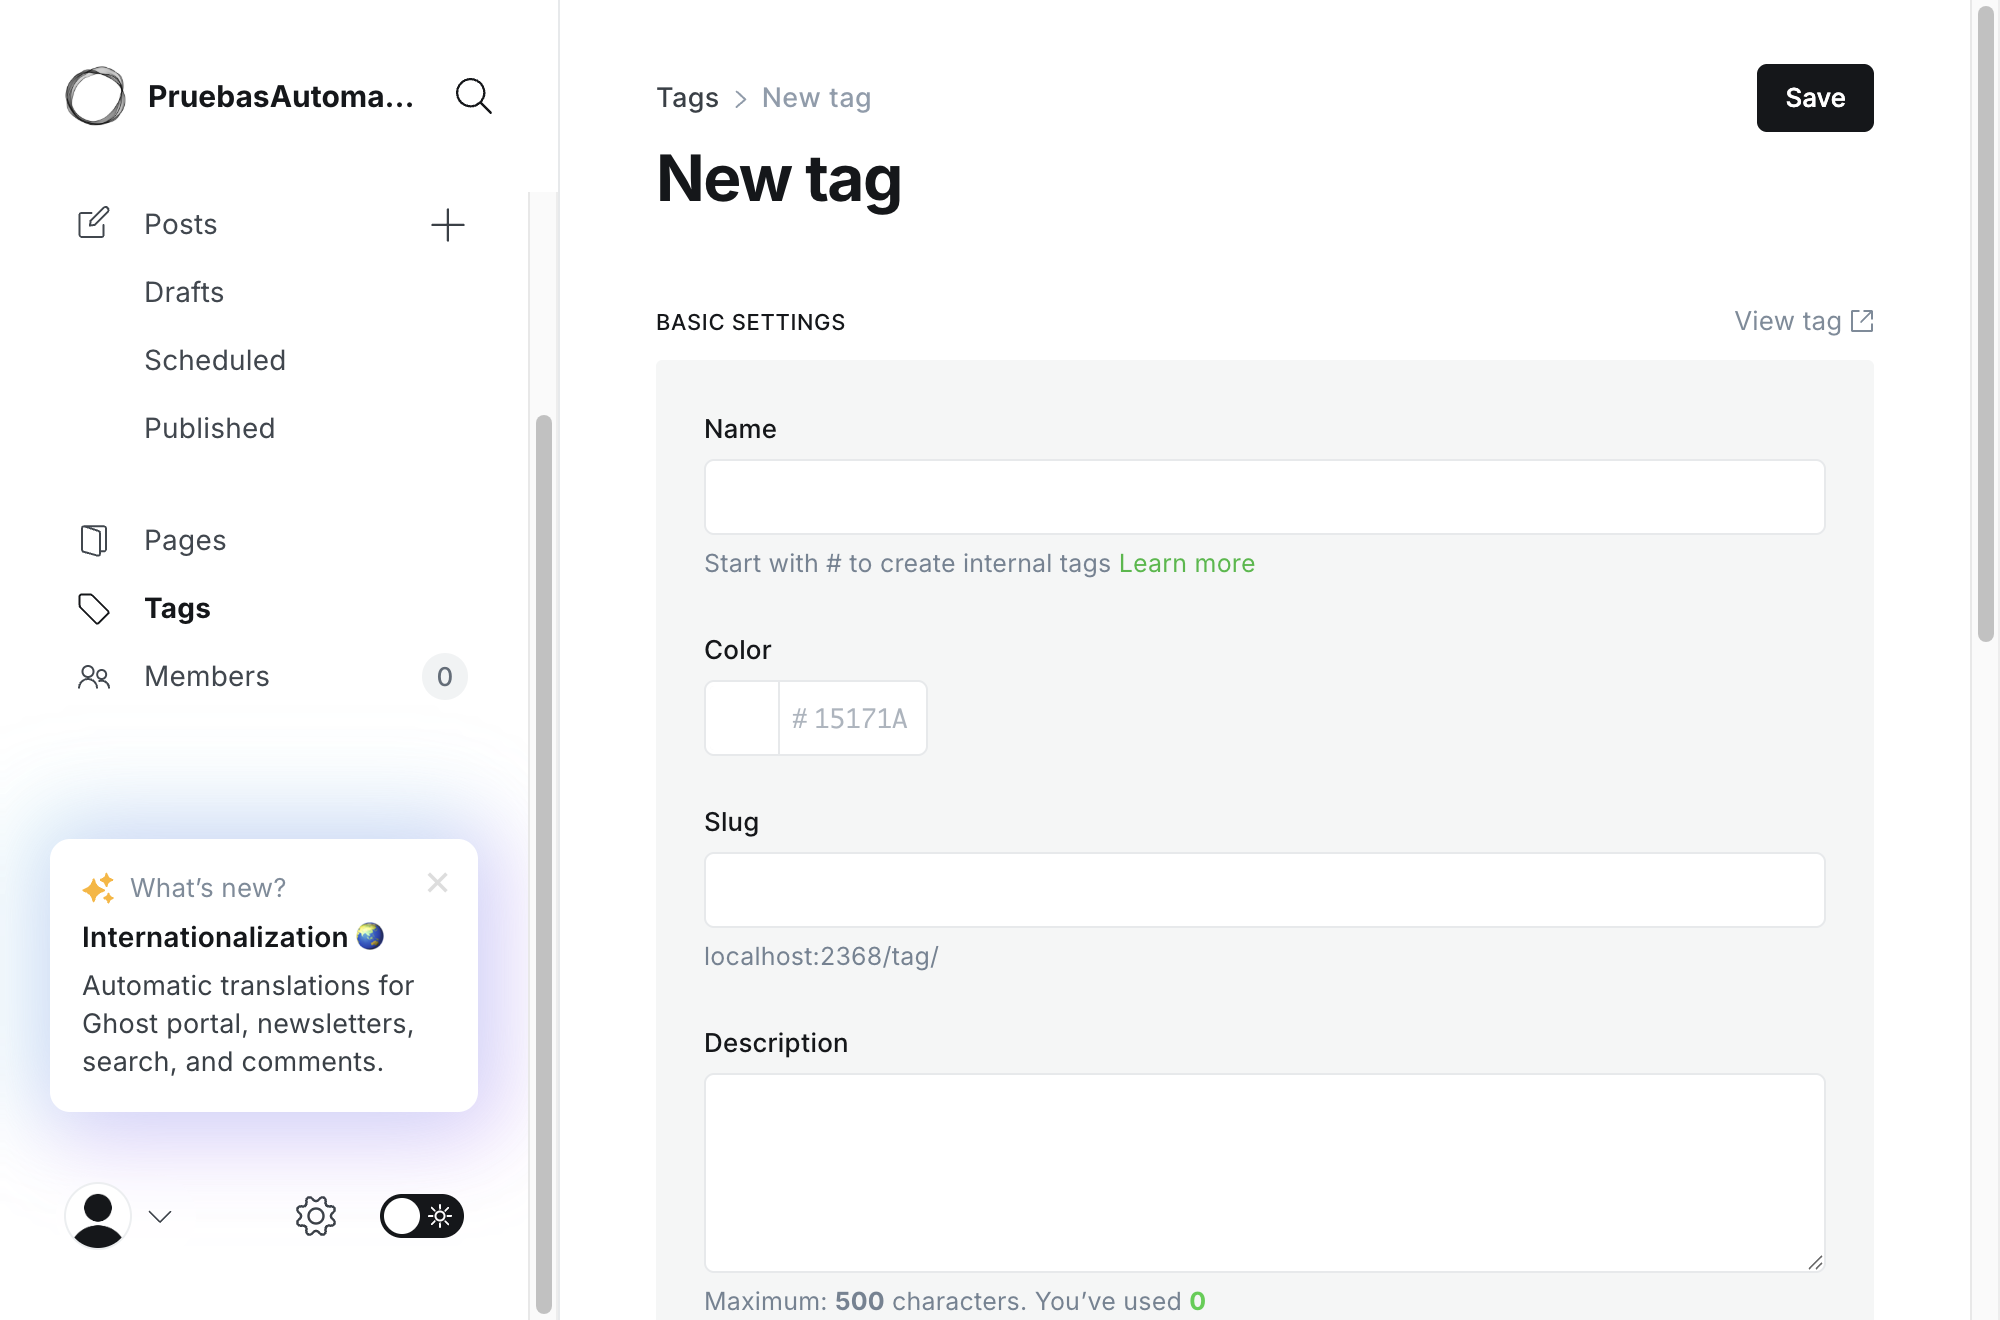 PruebasAutoma...
Posts
Drafts
Scheduled
Published
Pages
Tags
Members
0
What’s new?
Internationalization 🌏
Automatic translations for
Ghost portal, newsletters,
search, and comments.
Tags > New tag
Save
New tag
BASIC SETTINGS
View tag
Name
Start with # to create internal tags Learn more
Color
# 15171A
Slug
localhost:2368/tag/
Description
Maximum: 500 characters. You’ve used 0